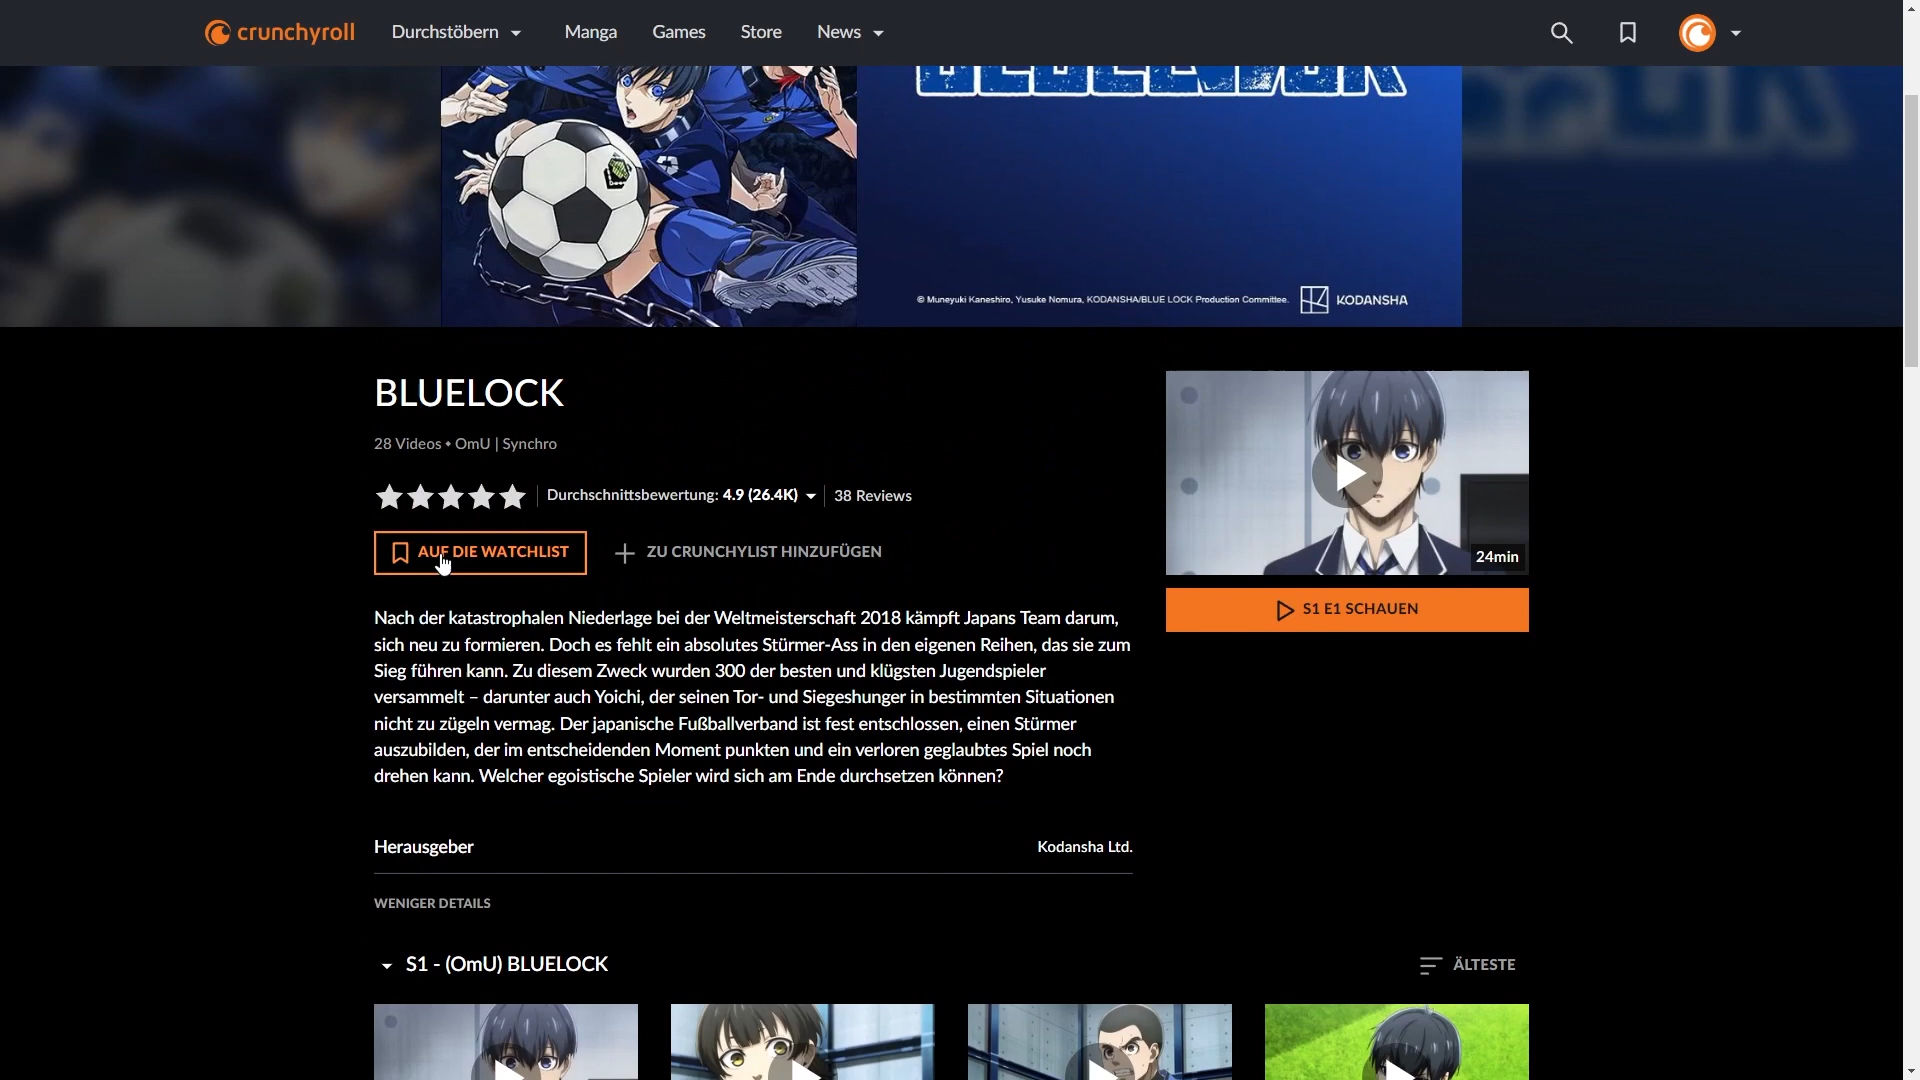 crunchyroll Durchstöbern Manga Games Store News
BLUELOCK
© Muneyuki Kaneshiro, Yusuke Nomura, KODANSHA/BLUE LOCK Production Committee. KODANSHA
BLUELOCK
28 Videos • OmU | Synchro
Durchschnittsbewertung: 4.9 (26.4K) 38 Reviews
AUF DIE WATCHLIST ZU CRUNCHYLIST HINZUFÜGEN
24min
S1 E1 SCHAUEN
Nach der katastrophalen Niederlage bei der Weltmeisterschaft 2018 kämpft Japans Team darum,
sich neu zu formieren. Doch es fehlt ein absolutes Stürmer-Ass in den eigenen Reihen, das sie zum
Sieg führen kann. Zu diesem Zweck wurden 300 der besten und klügsten Jugendspieler
versammelt – darunter auch Yoichi, der seinen Tor- und Siegeshunger in bestimmten Situationen
nicht zu zügeln vermag. Der japanische Fußballverband ist fest entschlossen, einen Stürmer
auszubilden, der im entscheidenden Moment punkten und ein verloren geglaubtes Spiel noch
drehen kann. Welcher egoistische Spieler wird sich am Ende durchsetzen können?
Herausgeber Kodansha Ltd.
WENIGER DETAILS
S1 - (OmU) BLUELOCK ÄLTESTE